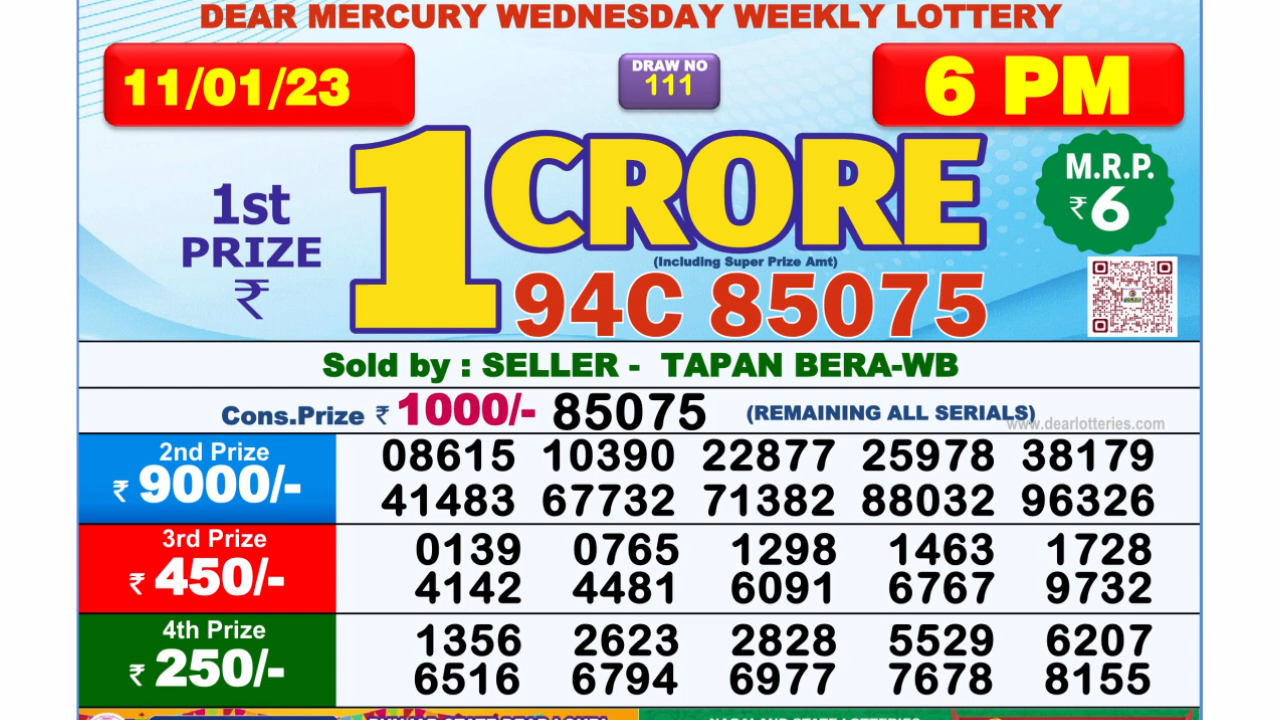 DEAR MERCURY WEDNESDAY WEEKLY LOTTERY
11/01/23
DRAW NO
111
6 PM
1st
PRIZE
₹
1 CRORE
(Including Super Prize Amt)
94C 85075
M.R.P.
₹ 6
Sold by : SELLER - TAPAN BERA-WB
Cons.Prize ₹ 1000/- 85075 (REMAINING ALL SERIALS)
www.dearlotteries.com
2nd Prize
₹ 9000/-
08615 10390 22877 25978 38179
41483 67732 71382 88032 96326
3rd Prize
₹ 450/-
0139 0765 1298 1463 1728
4142 4481 6091 6767 9732
4th Prize
₹ 250/-
1356 2623 2828 5529 6207
6516 6794 6977 7678 8155